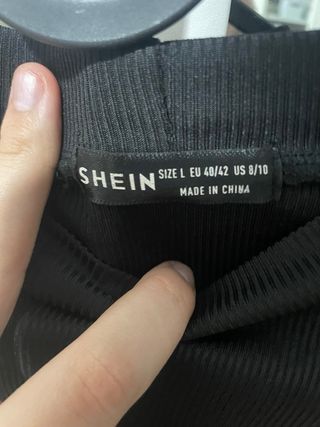 SHEIN SIZE L EU 40/42 US 8/10
MADE IN CHINA